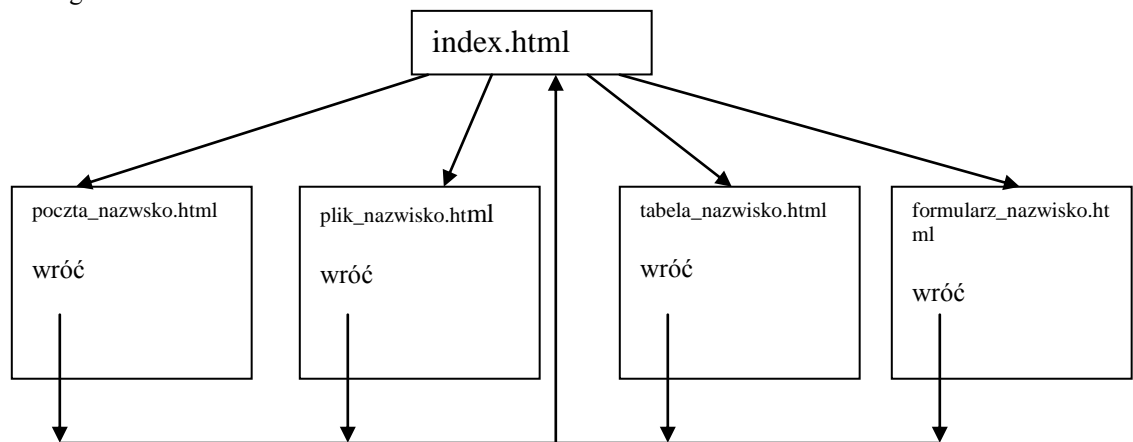 index.html
poczta_nazwsko.html
wróć
plik_nazwisko.html
wróć
tabela_nazwisko.html
wróć
formularz_nazwisko.ht
ml
wróć